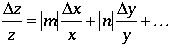 Δz/z = |m| Δx/x + |n| Δy/y + ...